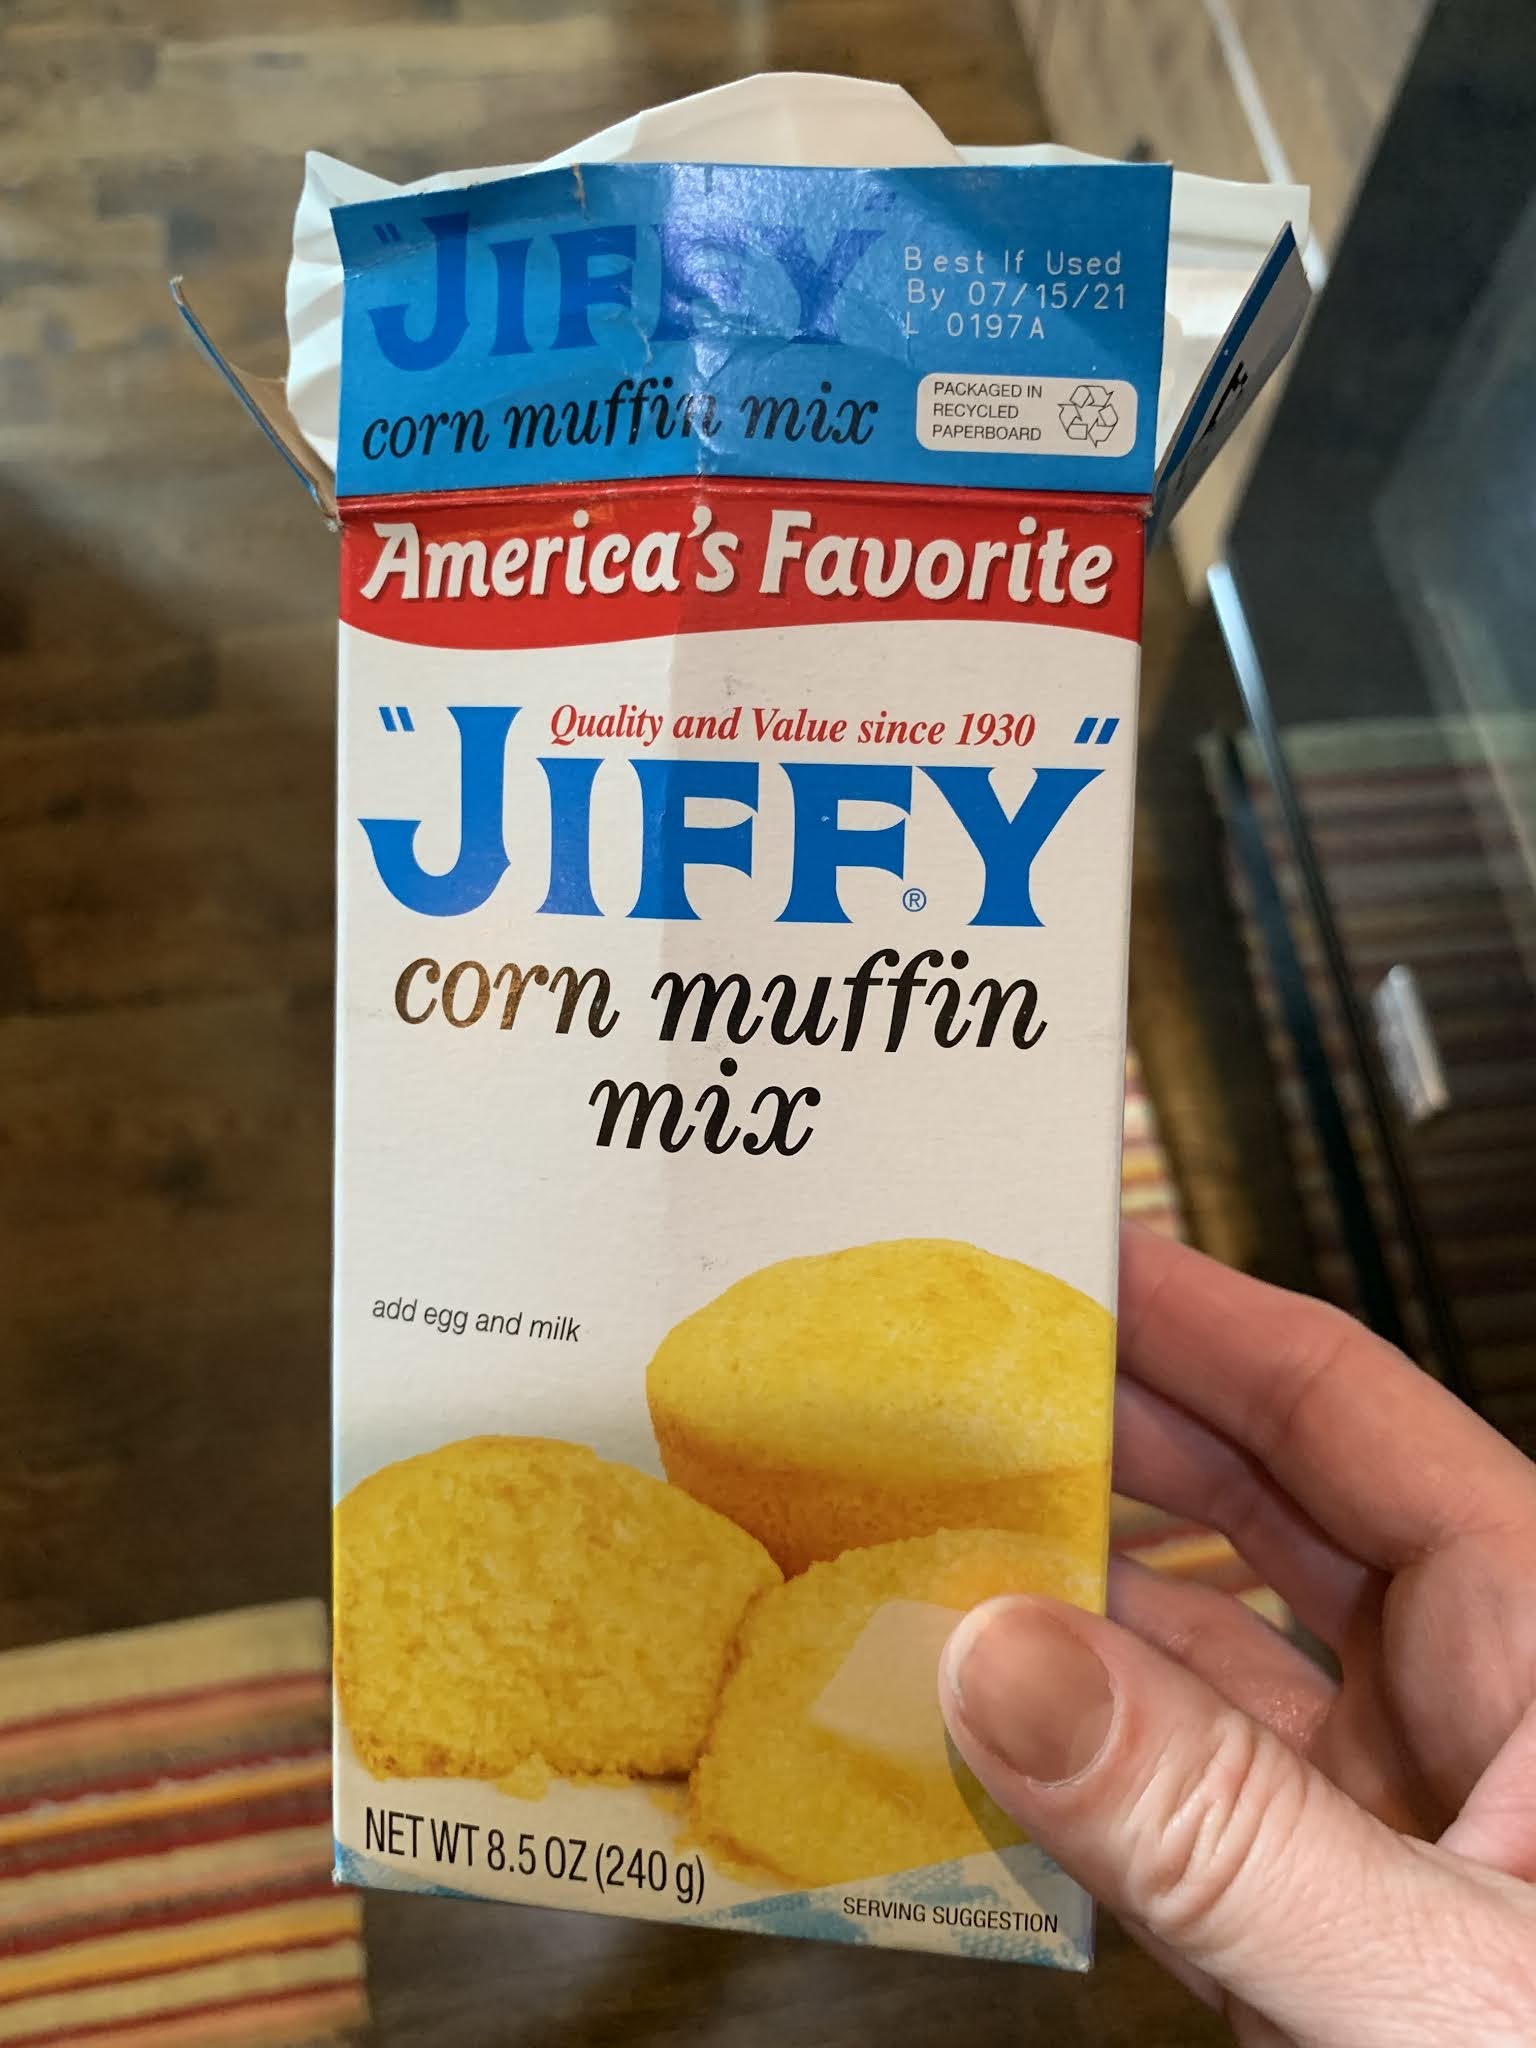 "JIFFY"
corn muffin mix
Best If Used
By 07/15/21
L 0197A
PACKAGED IN
RECYCLED
PAPERBOARD
America's Favorite
Quality and Value since 1930
"JIFFY"®
corn muffin
mix
add egg and milk
NET WT 8.5 OZ (240 g)
SERVING SUGGESTION